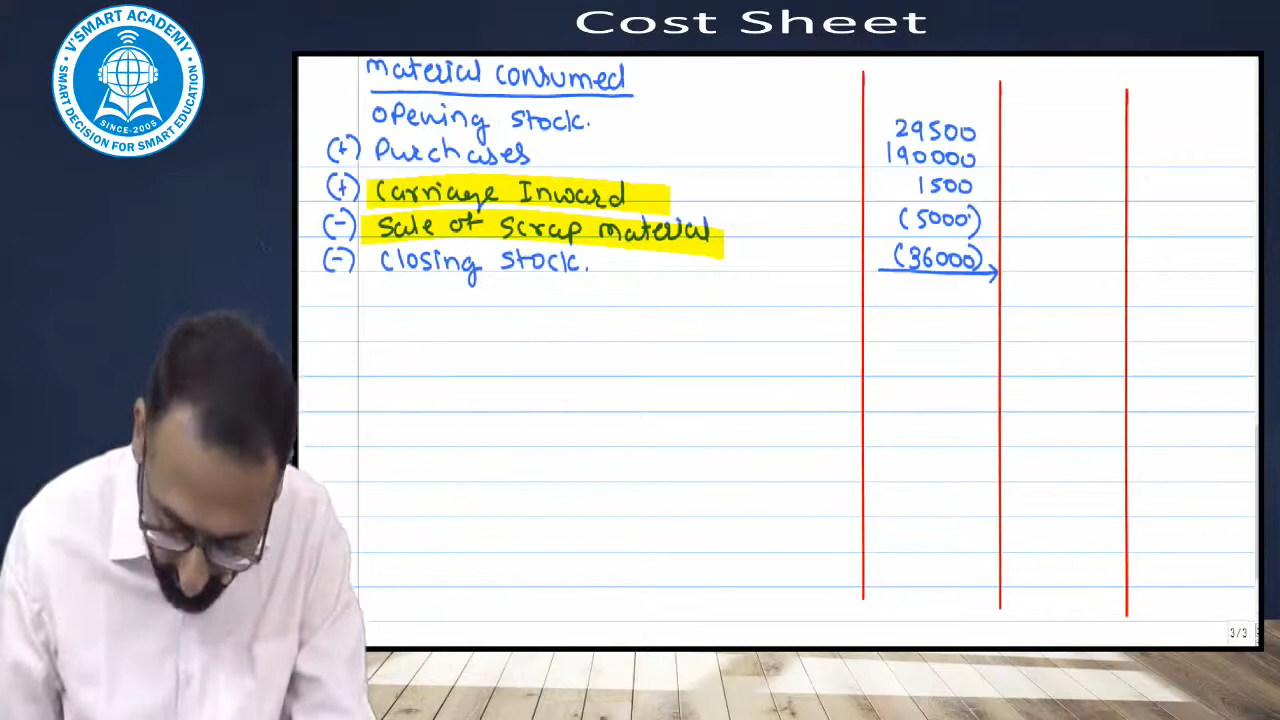 Cost Sheet
V'SMART ACADEMY
SINCE-2005
SMART DECISION FOR SMART EDUCATION
Material consumed
Opening stock. 29500
(+) Purchases 190000
(+) Carriage Inward 1500
(-) Sale of Scrap material (5000)
(-) Closing stock. (36000)
3/3